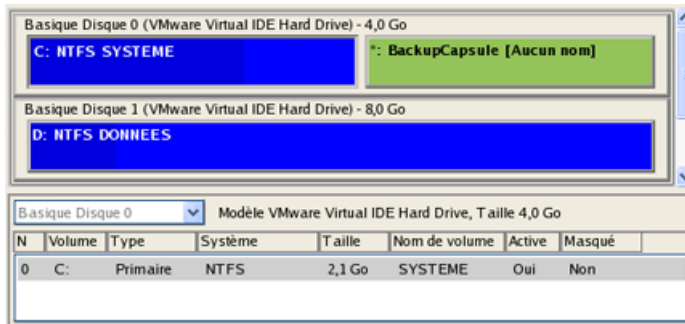 Basique Disque 0 (VMware Virtual IDE Hard Drive) - 4,0 Go
C: NTFS SYSTEME
*: BackupCapsule [Aucun nom]
Basique Disque 1 (VMware Virtual IDE Hard Drive) - 8,0 Go
D: NTFS DONNEES
Basique Disque 0 Modèle VMware Virtual IDE Hard Drive, Taille 4,0 Go
N Volume Type Système Taille Nom de volume Active Masqué
0 C: Primaire NTFS 2,1 Go SYSTEME Oui Non